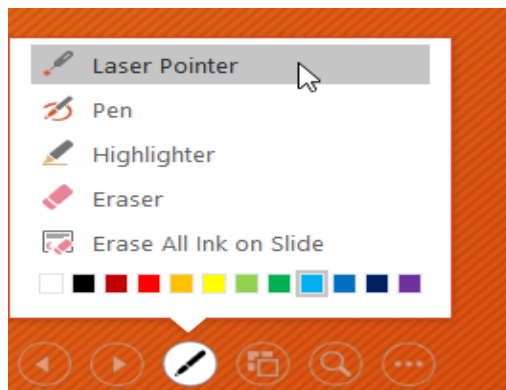 Laser Pointer
Pen
Highlighter
Eraser
Erase All Ink on Slide